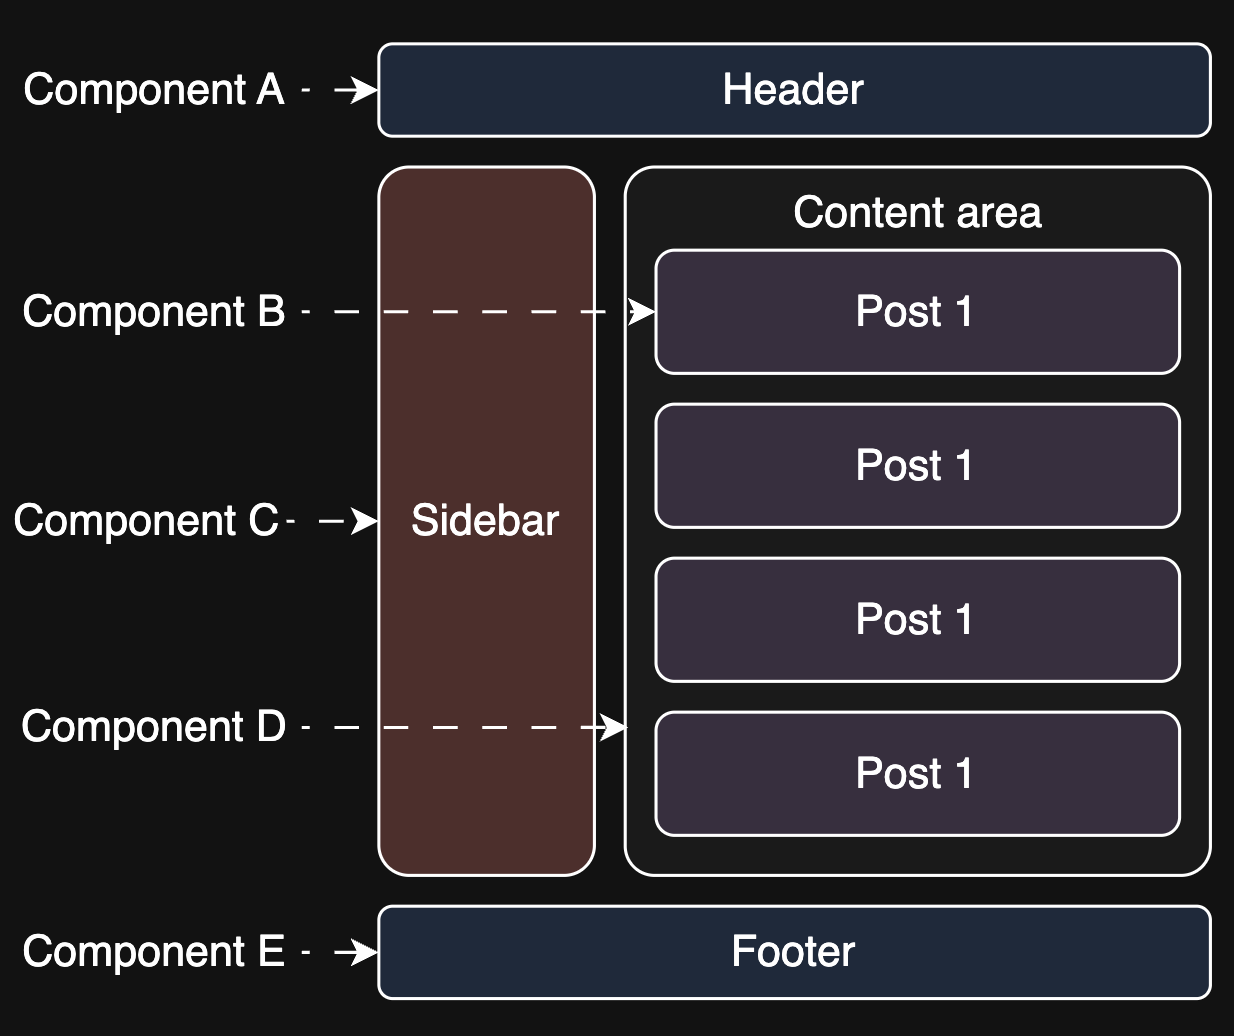 Component A
Header
Content area
Component B
Post 1
Post 1
Component C
Sidebar
Post 1
Component D
Post 1
Component E
Footer